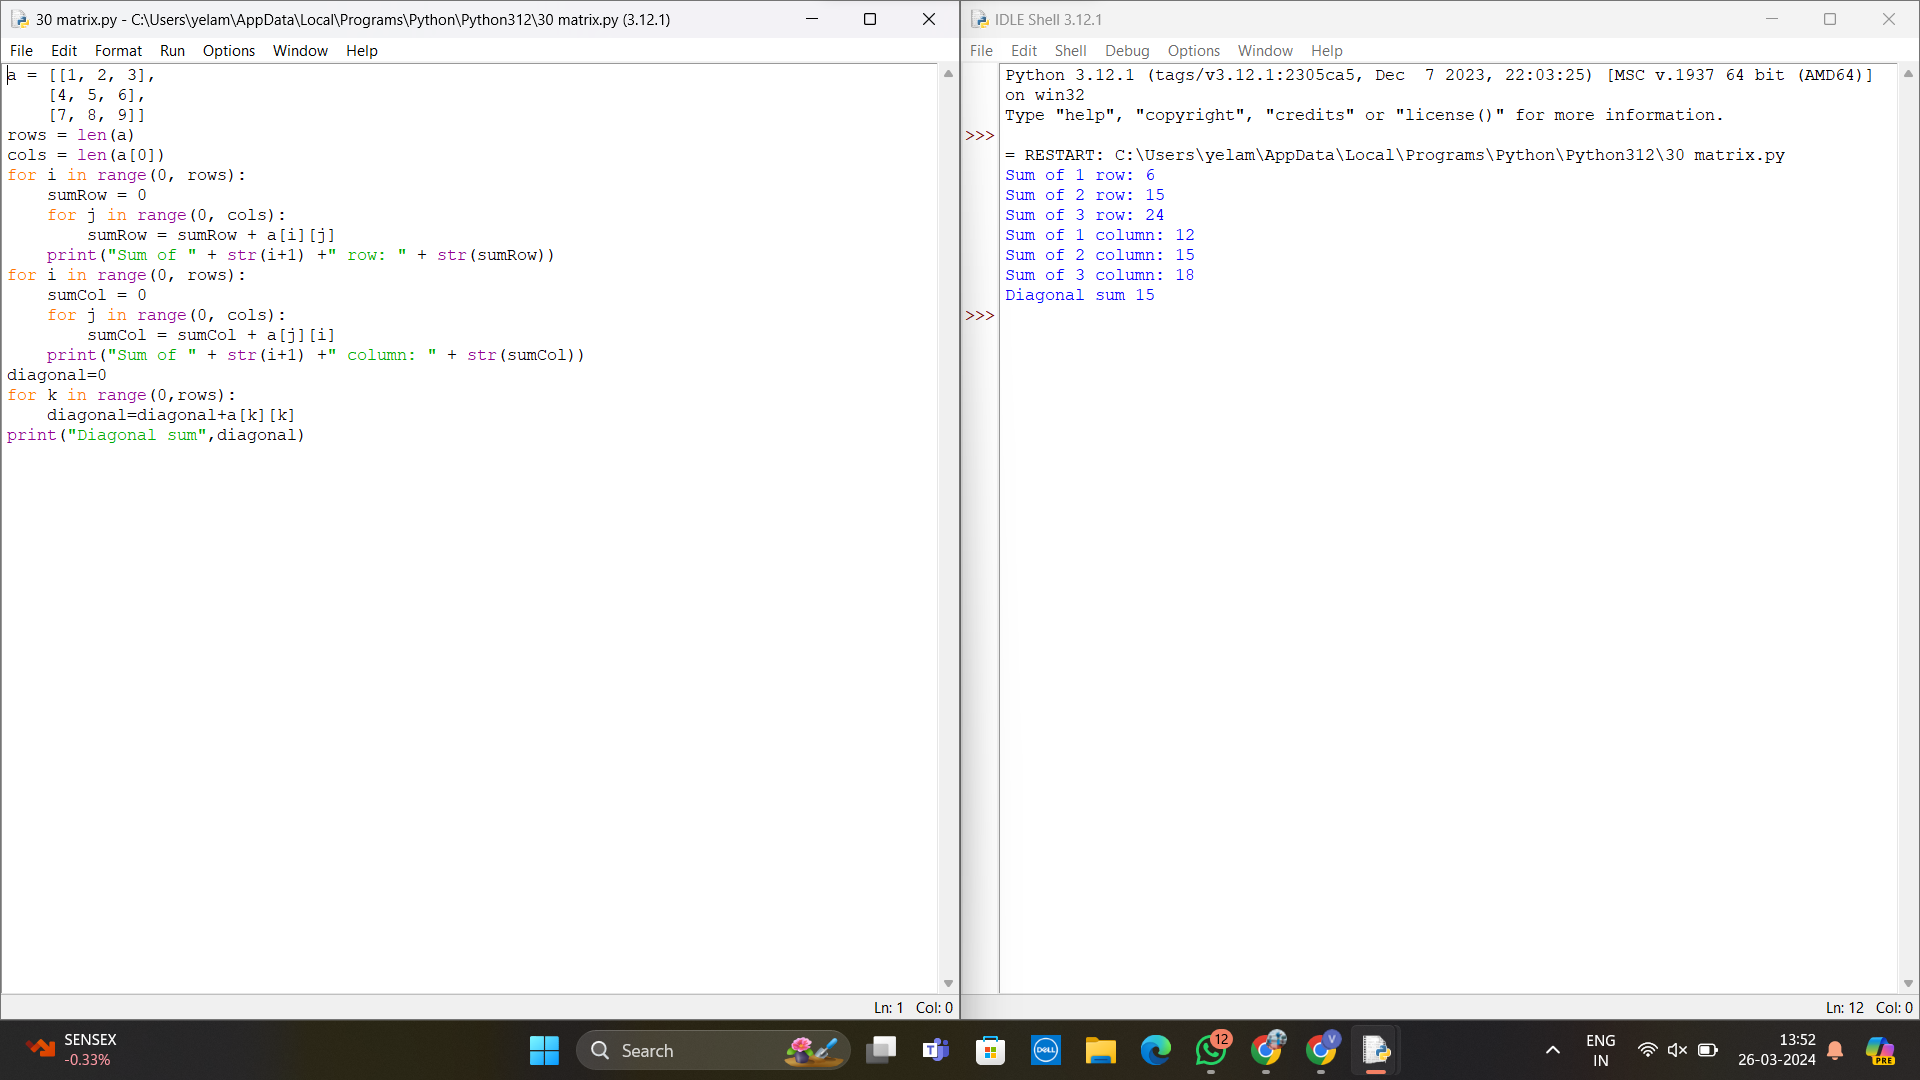 30 matrix.py - C:\Users\yelam\AppData\Local\Programs\Python\Python312\30 matrix.py (3.12.1)
File Edit Format Run Options Window Help
a = [[1, 2, 3],
    [4, 5, 6],
    [7, 8, 9]]
rows = len(a)
cols = len(a[0])
for i in range(0, rows):
    sumRow = 0
    for j in range(0, cols):
        sumRow = sumRow + a[i][j]
    print("Sum of " + str(i+1) +" row: " + str(sumRow))
for i in range(0, rows):
    sumCol = 0
    for j in range(0, cols):
        sumCol = sumCol + a[j][i]
    print("Sum of " + str(i+1) +" column: " + str(sumCol))
diagonal=0
for k in range(0,rows):
    diagonal=diagonal+a[k][k]
print("Diagonal sum",diagonal)
Ln: 1 Col: 0
IDLE Shell 3.12.1
File Edit Shell Debug Options Window Help
Python 3.12.1 (tags/v3.12.1:2305ca5, Dec  7 2023, 22:03:25) [MSC v.1937 64 bit (AMD64)]
on win32
Type "help", "copyright", "credits" or "license()" for more information.
>>>
= RESTART: C:\Users\yelam\AppData\Local\Programs\Python\Python312\30 matrix.py
Sum of 1 row: 6
Sum of 2 row: 15
Sum of 3 row: 24
Sum of 1 column: 12
Sum of 2 column: 15
Sum of 3 column: 18
Diagonal sum 15
>>>
Ln: 12 Col: 0
SENSEX
-0.33%
Search
T
DELL
12
V
ENG
IN
13:52
26-03-2024
PRE